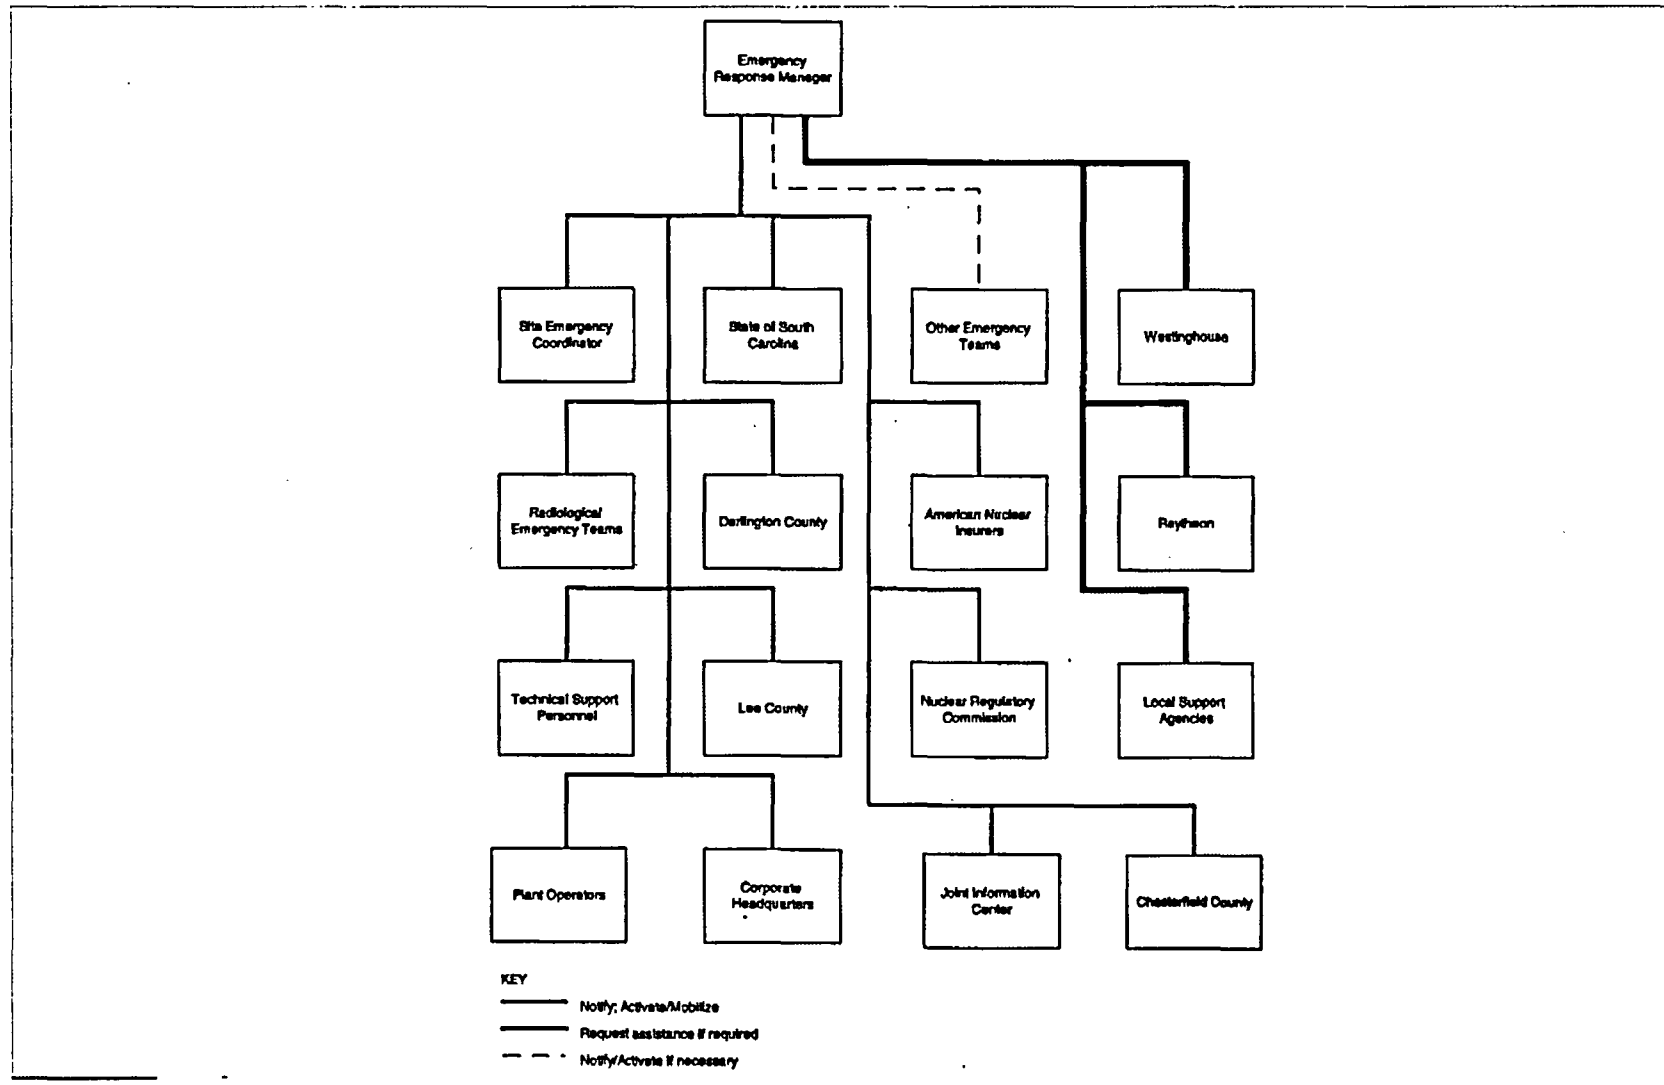 Emergency
Response Manager
Site Emergency
Coordinator
State of South
Carolina
Other Emergency
Teams
Westinghouse
Radiological
Emergency Teams
Darlington County
American Nuclear
Insurers
Raytheon
Technical Support
Personnel
Lee County
Nuclear Regulatory
Commission
Local Support
Agencies
Plant Operators
Corporate
Headquarters
Joint Information
Center
Chesterfield County
KEY
Notify; Activate/Mobilize
Request assistance if required
Notify/Activate if necessary